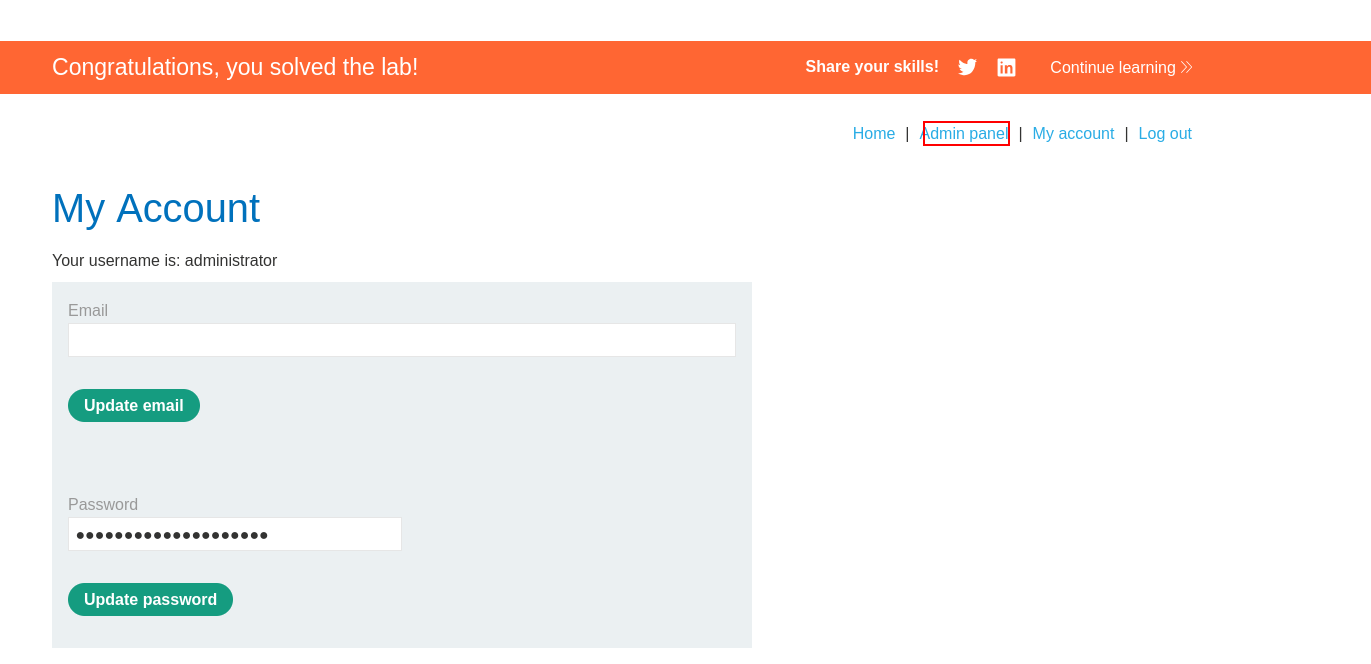 Congratulations, you solved the lab!
Share your skills!
Continue learning
Home | Admin panel | My account | Log out
My Account
Your username is: administrator
Email
Update email
Password
Update password